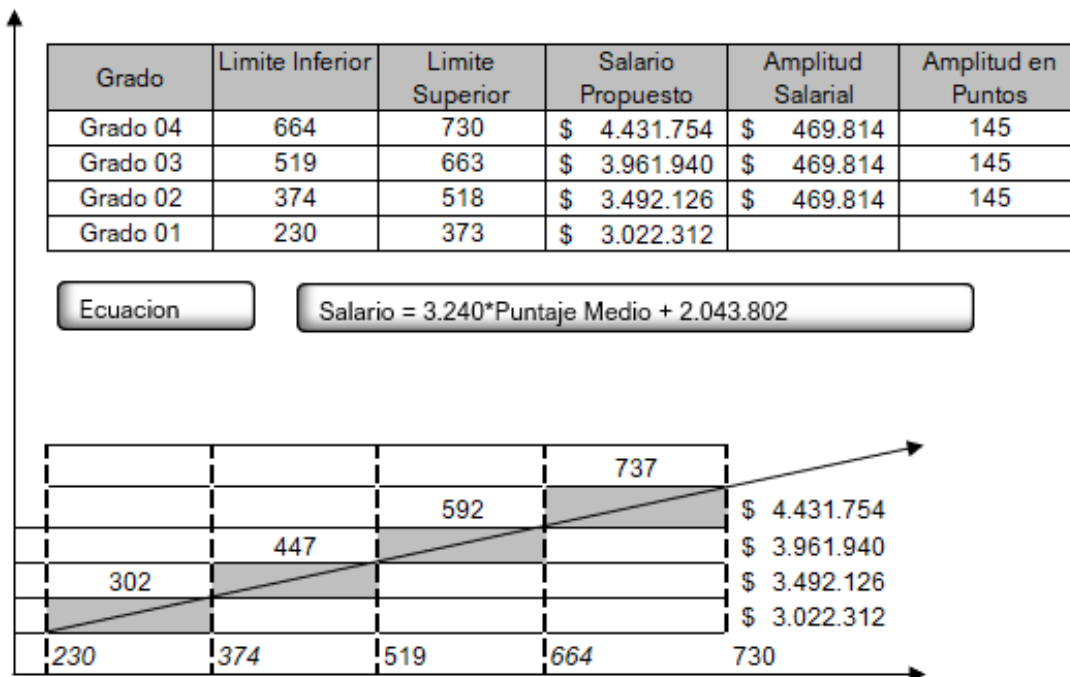 Grado Limite Inferior Limite Superior Salario Propuesto Amplitud Salarial Amplitud en Puntos
Grado 04 664 730 $ 4.431.754 $ 469.814 145
Grado 03 519 663 $ 3.961.940 $ 469.814 145
Grado 02 374 518 $ 3.492.126 $ 469.814 145
Grado 01 230 373 $ 3.022.312
Ecuacion Salario = 3.240*Puntaje Medio + 2.043.802
737
592 $ 4.431.754
447 $ 3.961.940
302 $ 3.492.126
$ 3.022.312
230 374 519 664 730